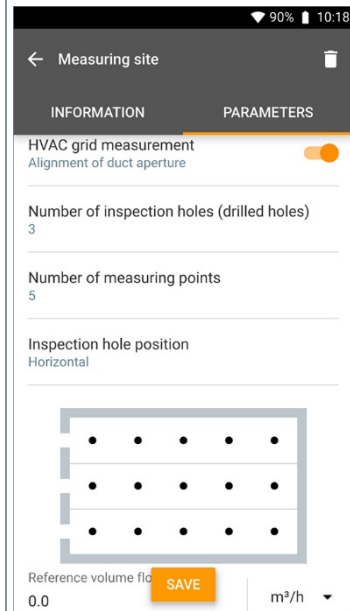 90% 10:18
Measuring site
INFORMATION PARAMETERS
HVAC grid measurement
Alignment of duct aperture
Number of inspection holes (drilled holes)
3
Number of measuring points
5
Inspection hole position
Horizontal
Reference volume flo
SAVE
0.0 m³/h